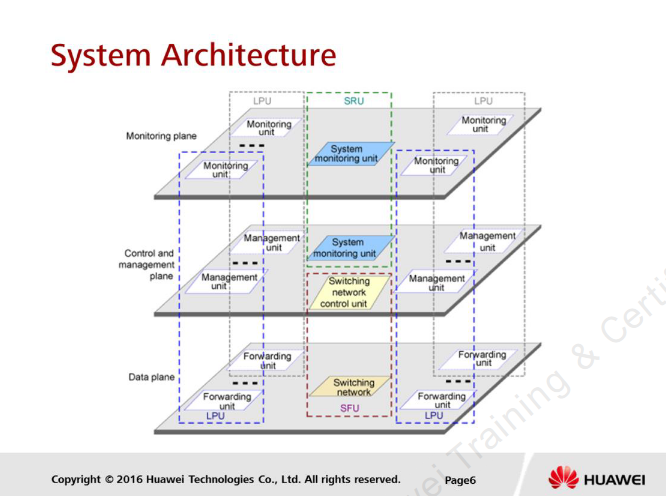 System Architecture
LPU
SRU
LPU
Monitoring plane
Monitoring
unit
System
monitoring unit
Monitoring
unit
Monitoring
unit
Monitoring
unit
Control and
management
plane
Management
unit
System
monitoring unit
Management
unit
Management
unit
Switching
network
control unit
Management
unit
Data plane
Forwarding
unit
Forwarding
unit
Forwarding
unit
Switching
network
Forwarding
unit
LPU
SFU
LPU
Training & Certi
Copyright © 2016 Huawei Technologies Co., Ltd. All rights reserved.
Page6
HUAWEI